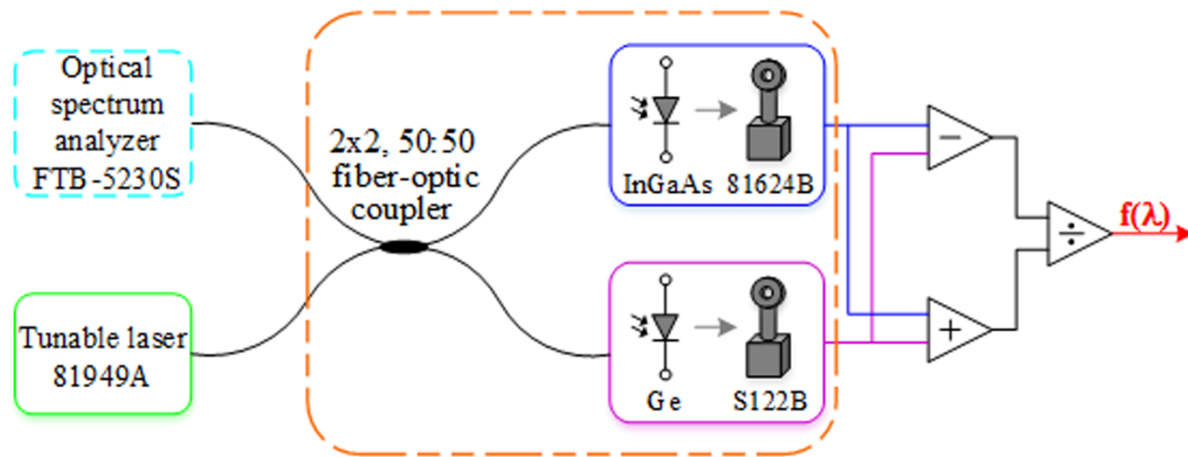 Optical
spectrum
analyzer
FTB-5230S
2x2, 50:50
fiber-optic
coupler
InGaAs 81624B
−
÷
f(λ)
Tunable laser
81949A
Ge S122B
+